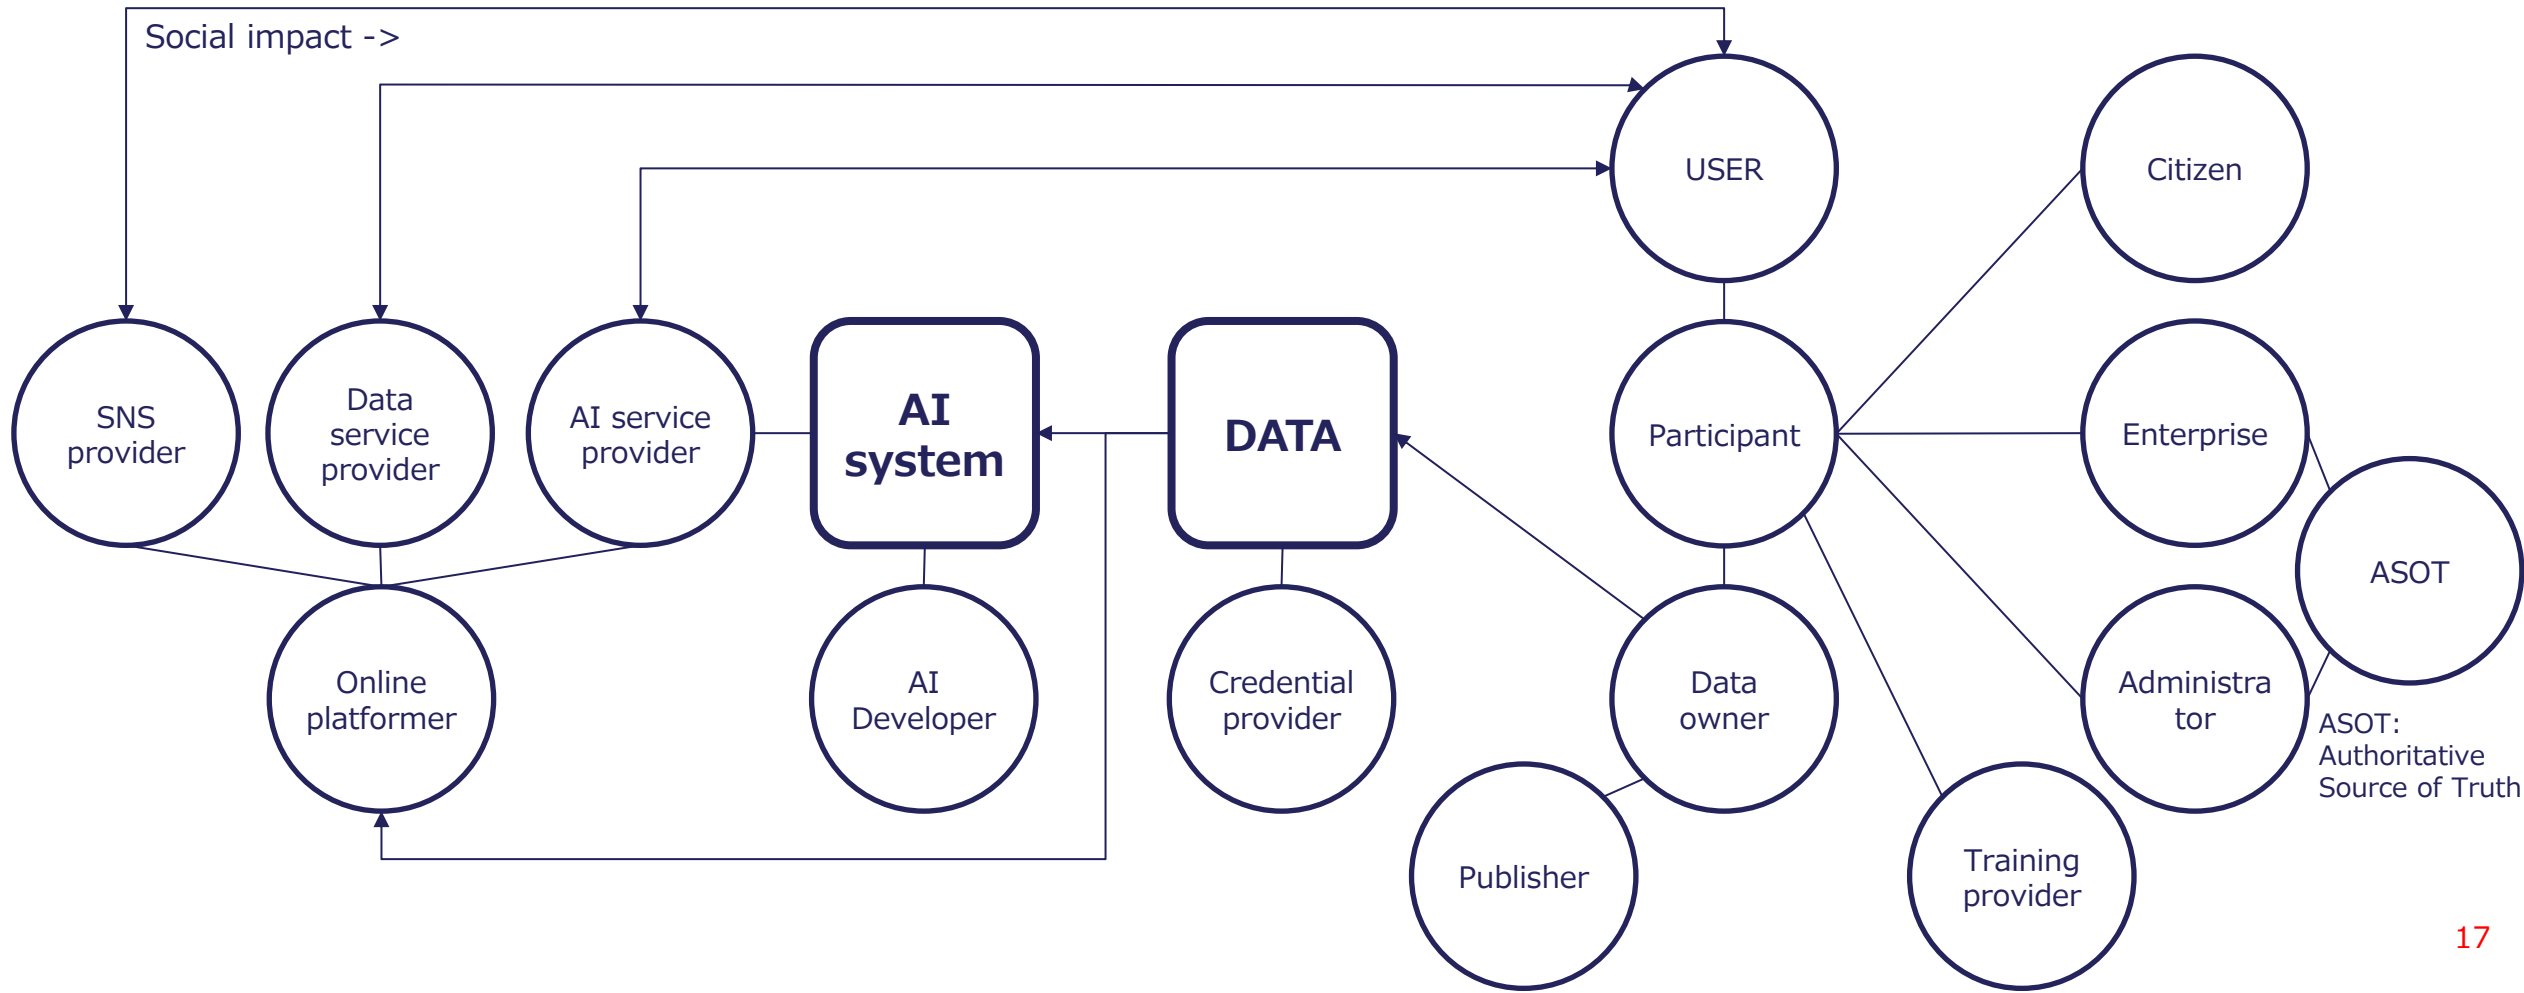 Social impact ->
USER
Citizen
SNS
provider
Data
service
provider
AI service
provider
AI
system
DATA
Participant
Enterprise
ASOT
Online
platformer
AI
Developer
Credential
provider
Data
owner
Administra
tor
ASOT:
Authoritative
Source of Truth
Publisher
Training
provider
17